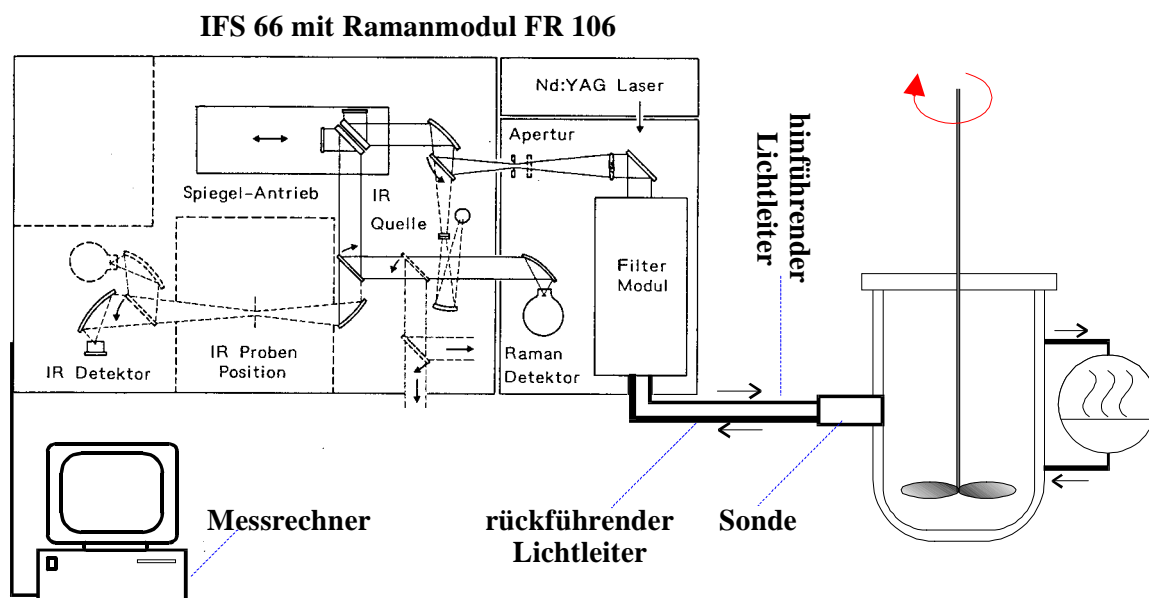 IFS 66 mit Ramanmodul FR 106
Nd:YAG Laser
Apertur
Spiegel-Antrieb
IR
Quelle
Filter
Modul
IR Proben
Position
IR Detektor
Raman
Detektor
hinführender
Lichtleiter
Messrechner
rückführender
Lichtleiter
Sonde